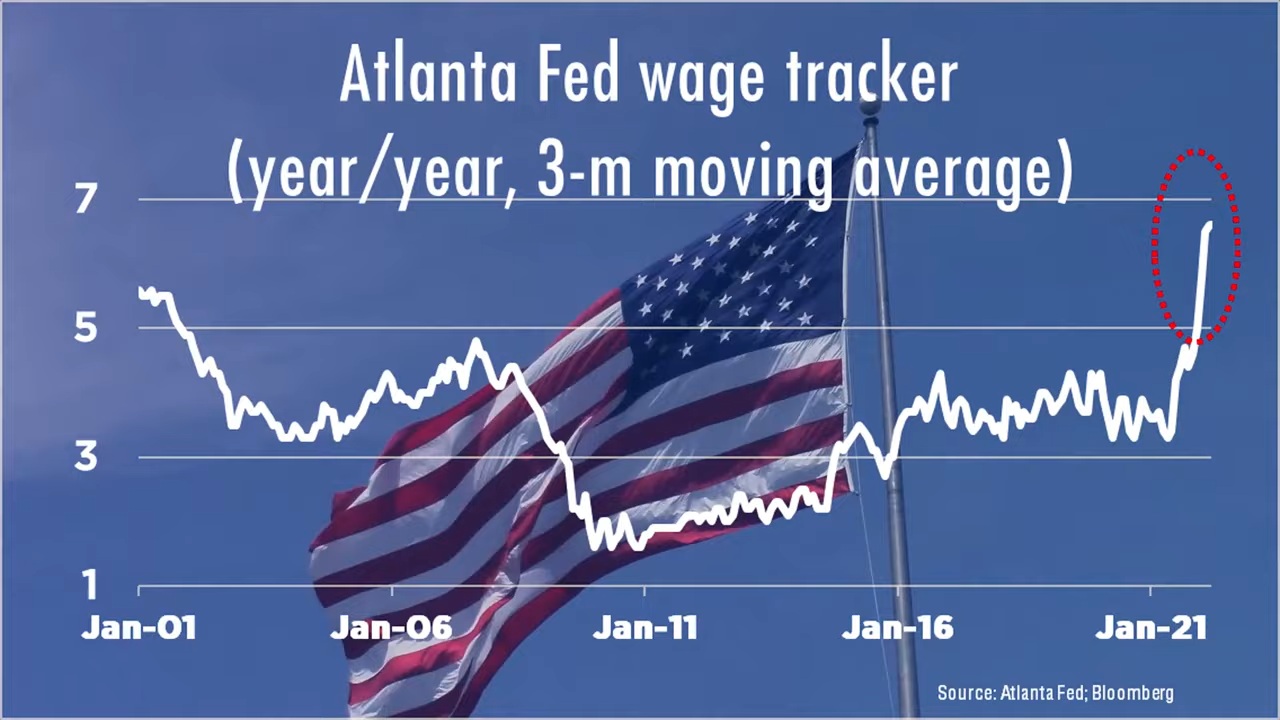 Atlanta Fed wage tracker
(year/year, 3-m moving average)
7
5
3
1
Jan-01 Jan-06 Jan-11 Jan-16 Jan-21
Source: Atlanta Fed; Bloomberg